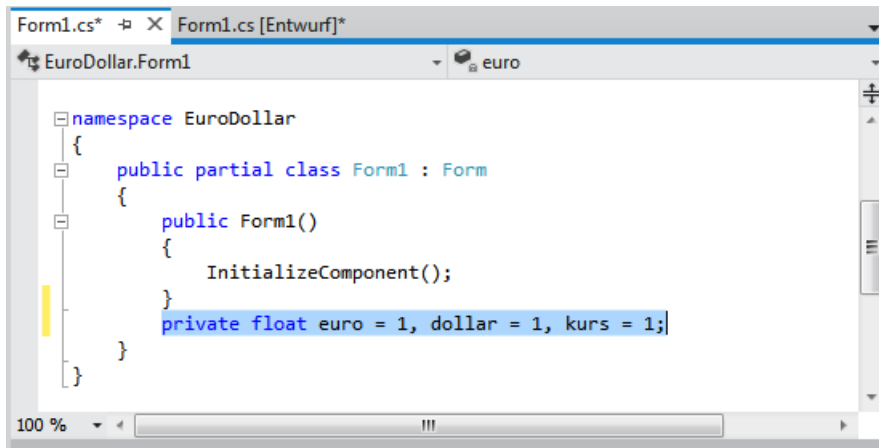 Form1.cs* Form1.cs [Entwurf]*
EuroDollar.Form1 euro
namespace EuroDollar
{
public partial class Form1 : Form
{
public Form1()
{
InitializeComponent();
}
private float euro = 1, dollar = 1, kurs = 1;
}
}
100 %